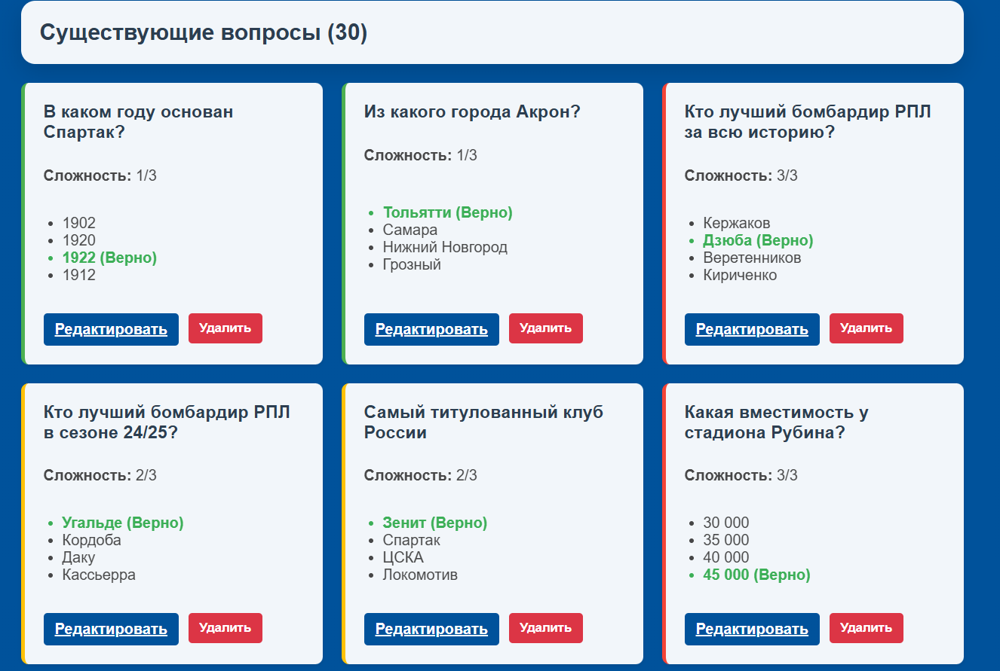 Существующие вопросы (30)
В каком году основан
Спартак?
Сложность: 1/3
1902
1920
1922 (Верно)
1912
Редактировать
Удалить
Из какого города Акрон?
Сложность: 1/3
Тольятти (Верно)
Самара
Нижний Новгород
Грозный
Редактировать
Удалить
Кто лучший бомбардир РПЛ
за всю историю?
Сложность: 3/3
Кержаков
Дзюба (Верно)
Веретенников
Кириченко
Редактировать
Удалить
Кто лучший бомбардир РПЛ
в сезоне 24/25?
Сложность: 2/3
Угальде (Верно)
Кордоба
Даку
Кассьерра
Редактировать
Удалить
Самый титулованный клуб
России
Сложность: 2/3
Зенит (Верно)
Спартак
ЦСКА
Локомотив
Редактировать
Удалить
Какая вместимость у
стадиона Рубина?
Сложность: 3/3
30 000
35 000
40 000
45 000 (Верно)
Редактировать
Удалить